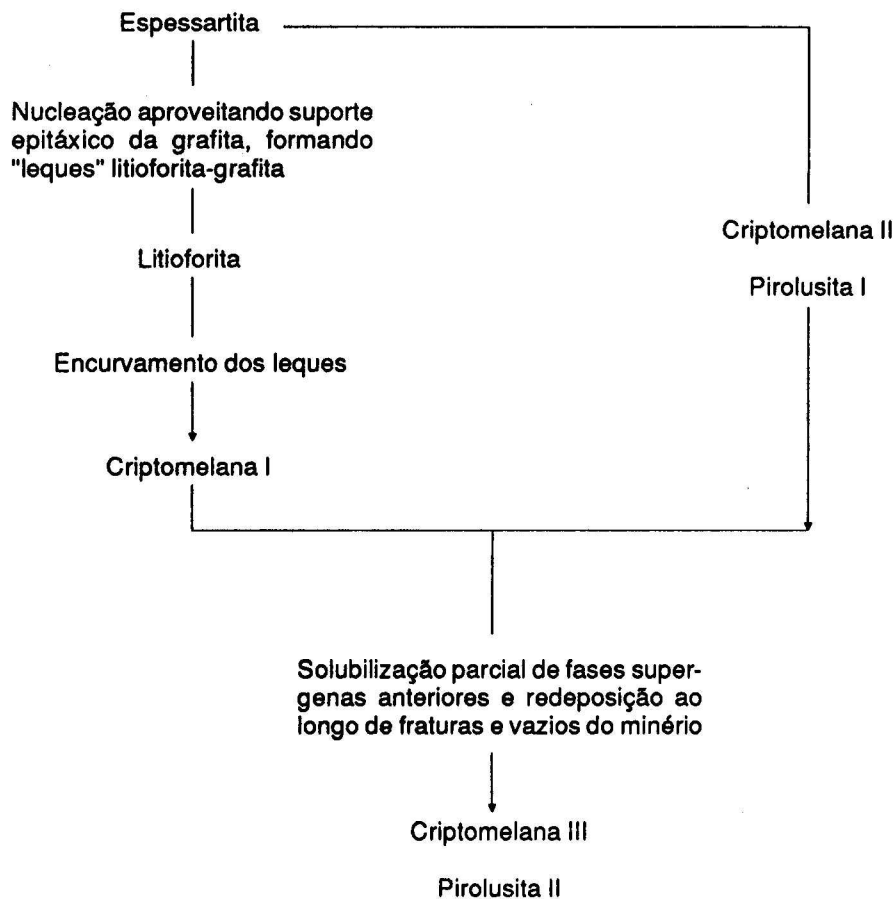 Espessartita
Nucleação aproveitando suporte
epitáxico da grafita, formando
"leques" litioforita-grafita
Litioforita
Encurvamento dos leques
Criptomelana I
Criptomelana II
Pirolusita I
Solubilização parcial de fases super-
genas anteriores e redeposição ao
longo de fraturas e vazios do minério
Criptomelana III
Pirolusita II